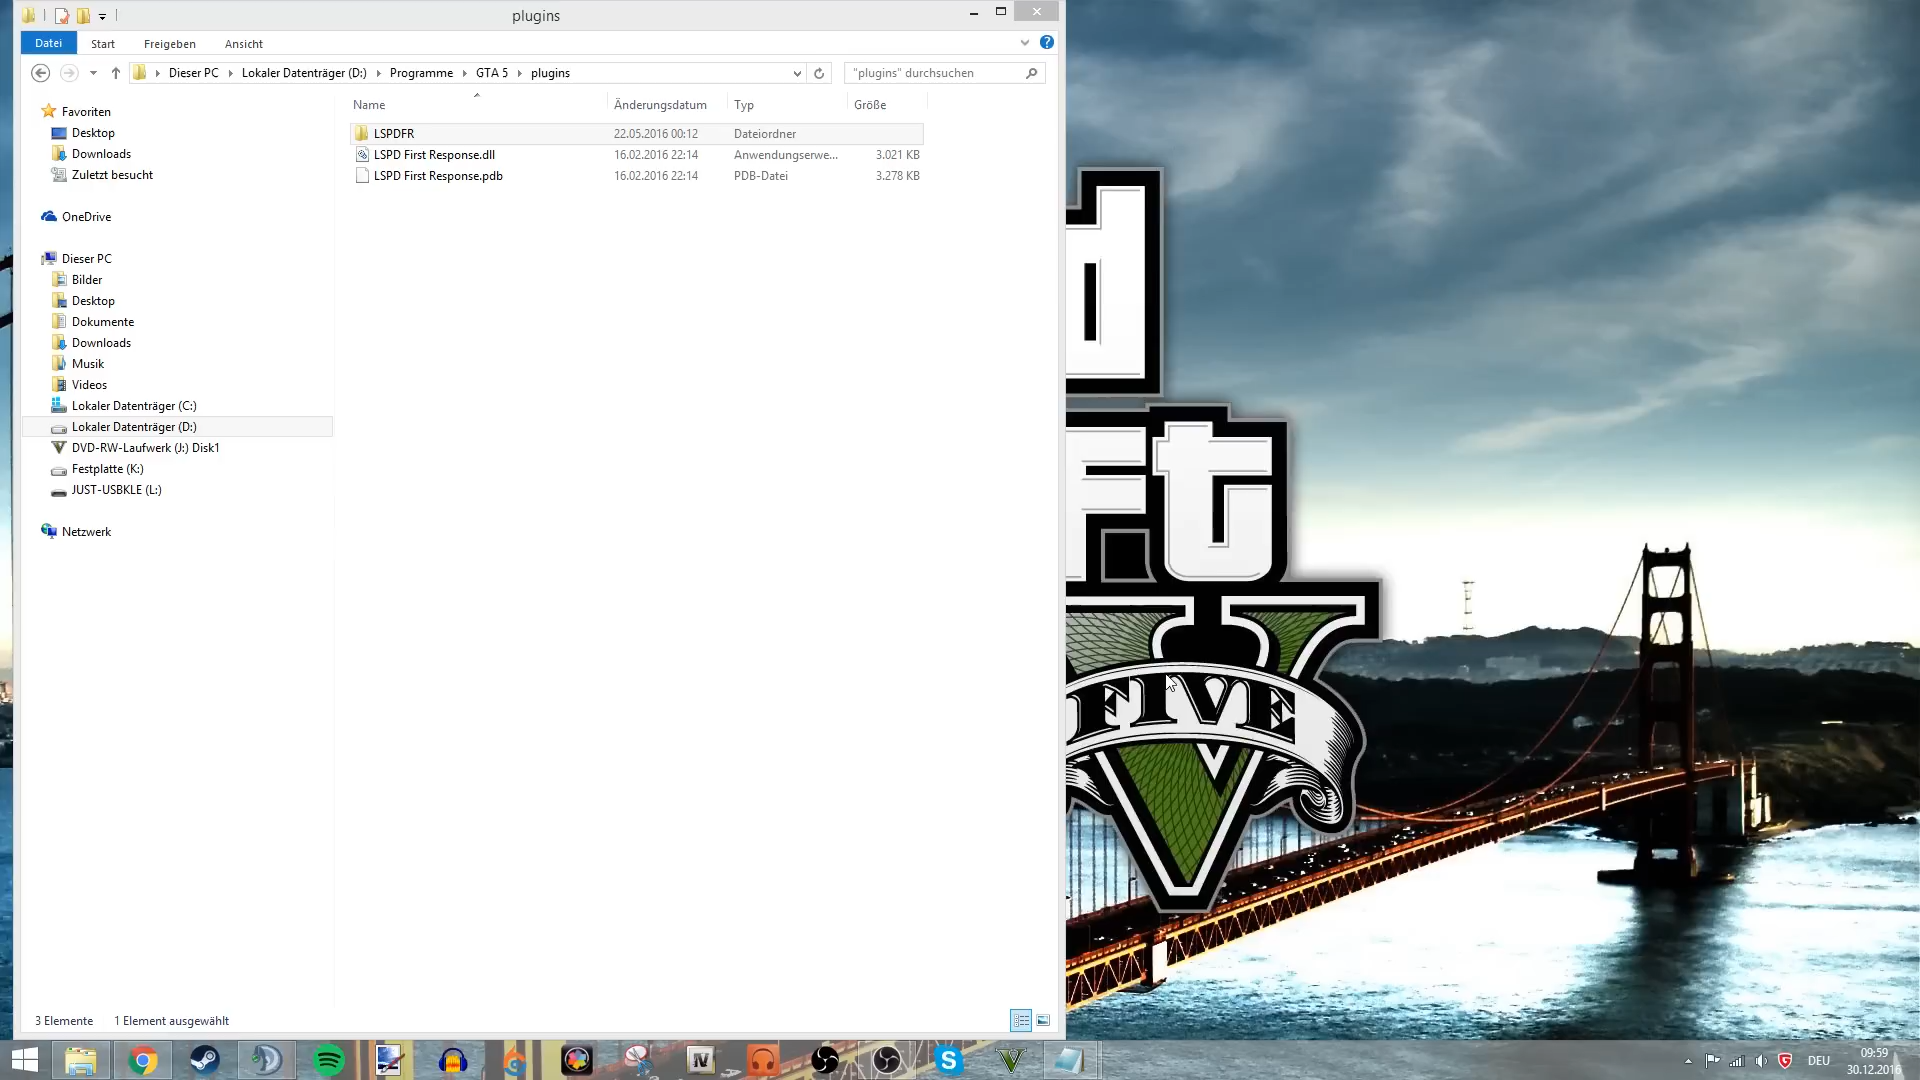 plugins
Datei
Start
Freigeben
Ansicht
Dieser PC
Lokaler Datenträger (D:)
Programme
GTA 5
plugins
"plugins" durchsuchen
Name
Änderungsdatum
Typ
Größe
LSPDFR
22.05.2016 00:12
Dateiordner
LSPD First Response.dll
16.02.2016 22:14
Anwendungserwe...
3.021 KB
LSPD First Response.pdb
16.02.2016 22:14
PDB-Datei
3.278 KB
Favoriten
Desktop
Downloads
Zuletzt besucht
OneDrive
Dieser PC
Bilder
Desktop
Dokumente
Downloads
Musik
Videos
Lokaler Datenträger (C:)
Lokaler Datenträger (D:)
DVD-RW-Laufwerk (J:) Disk1
Festplatte (K:)
JUST-USBKLE (L:)
Netzwerk
FIVE
3 Elemente
1 Element ausgewählt
IV
DEU
09:59
30.12.2016